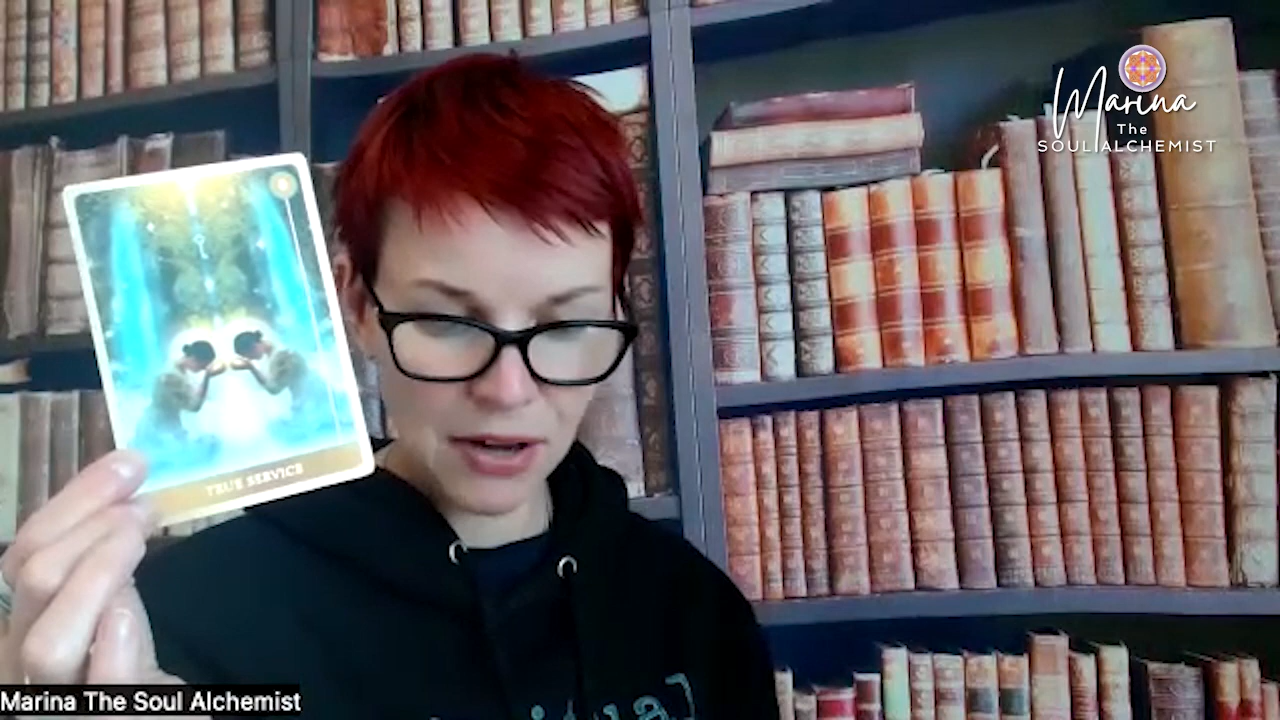 Marina
The
SOUL ALCHEMIST
TRUE SERVICE
Marina The Soul Alchemist